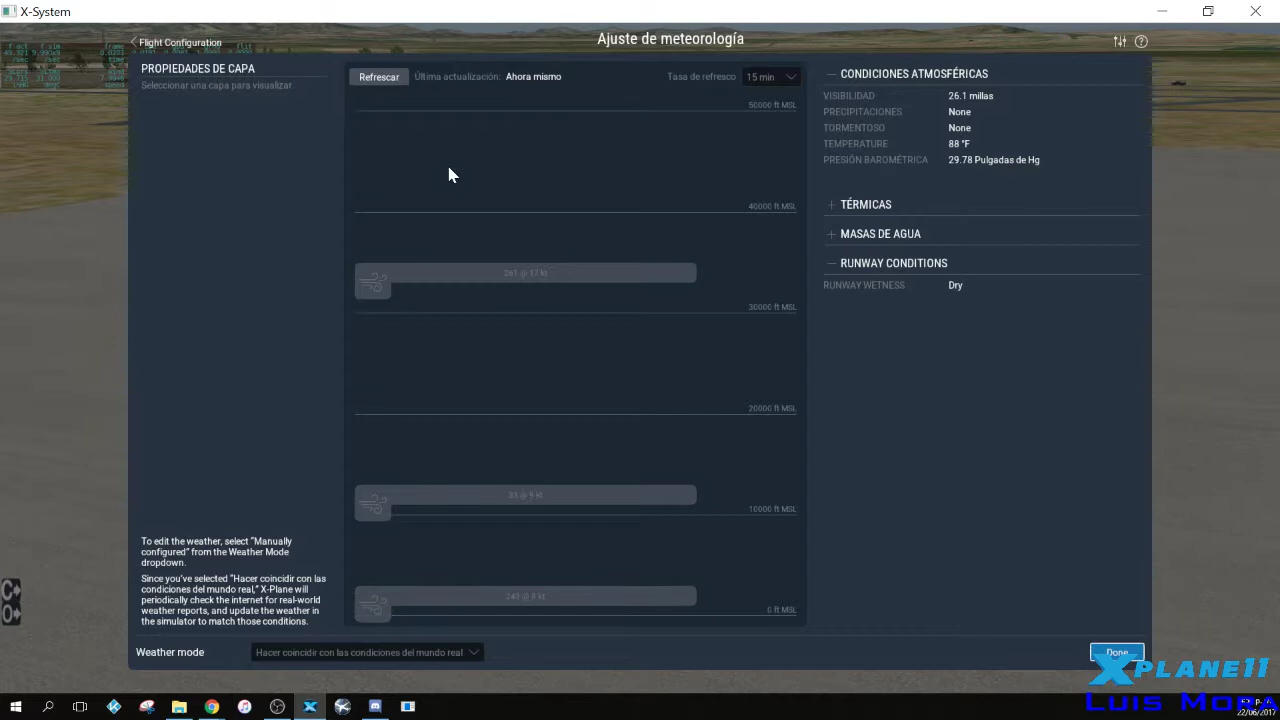 X-System
Flight Configuration
Ajuste de meteorología
PROPIEDADES DE CAPA
Seleccionar una capa para visualizar
Refrescar
Última actualización: Ahora mismo
Tasa de refresco 15 min
50000 ft MSL
40000 ft MSL
261 @ 17 kt
30000 ft MSL
20000 ft MSL
33 @ 9 kt
10000 ft MSL
0 ft MSL
CONDICIONES ATMOSFÉRICAS
VISIBILIDAD 26.1 millas
PRECIPITACIONES None
TORMENTOSO None
TEMPERATURE 88 °F
PRESIÓN BAROMÉTRICA 29.78 Pulgadas de Hg
TÉRMICAS
MASAS DE AGUA
RUNWAY CONDITIONS
RUNWAY WETNESS Dry
To edit the weather, select "Manually
configured" from the Weather Mode
dropdown.
Since you've selected "Hacer coincidir con las
condiciones del mundo real," X-Plane will
periodically check the internet for real-world
weather reports, and update the weather in
the simulator to match those conditions.
Weather mode Hacer coincidir con las condiciones del mundo real
Done
XPLANE11
LUIS MORA
22/06/2017